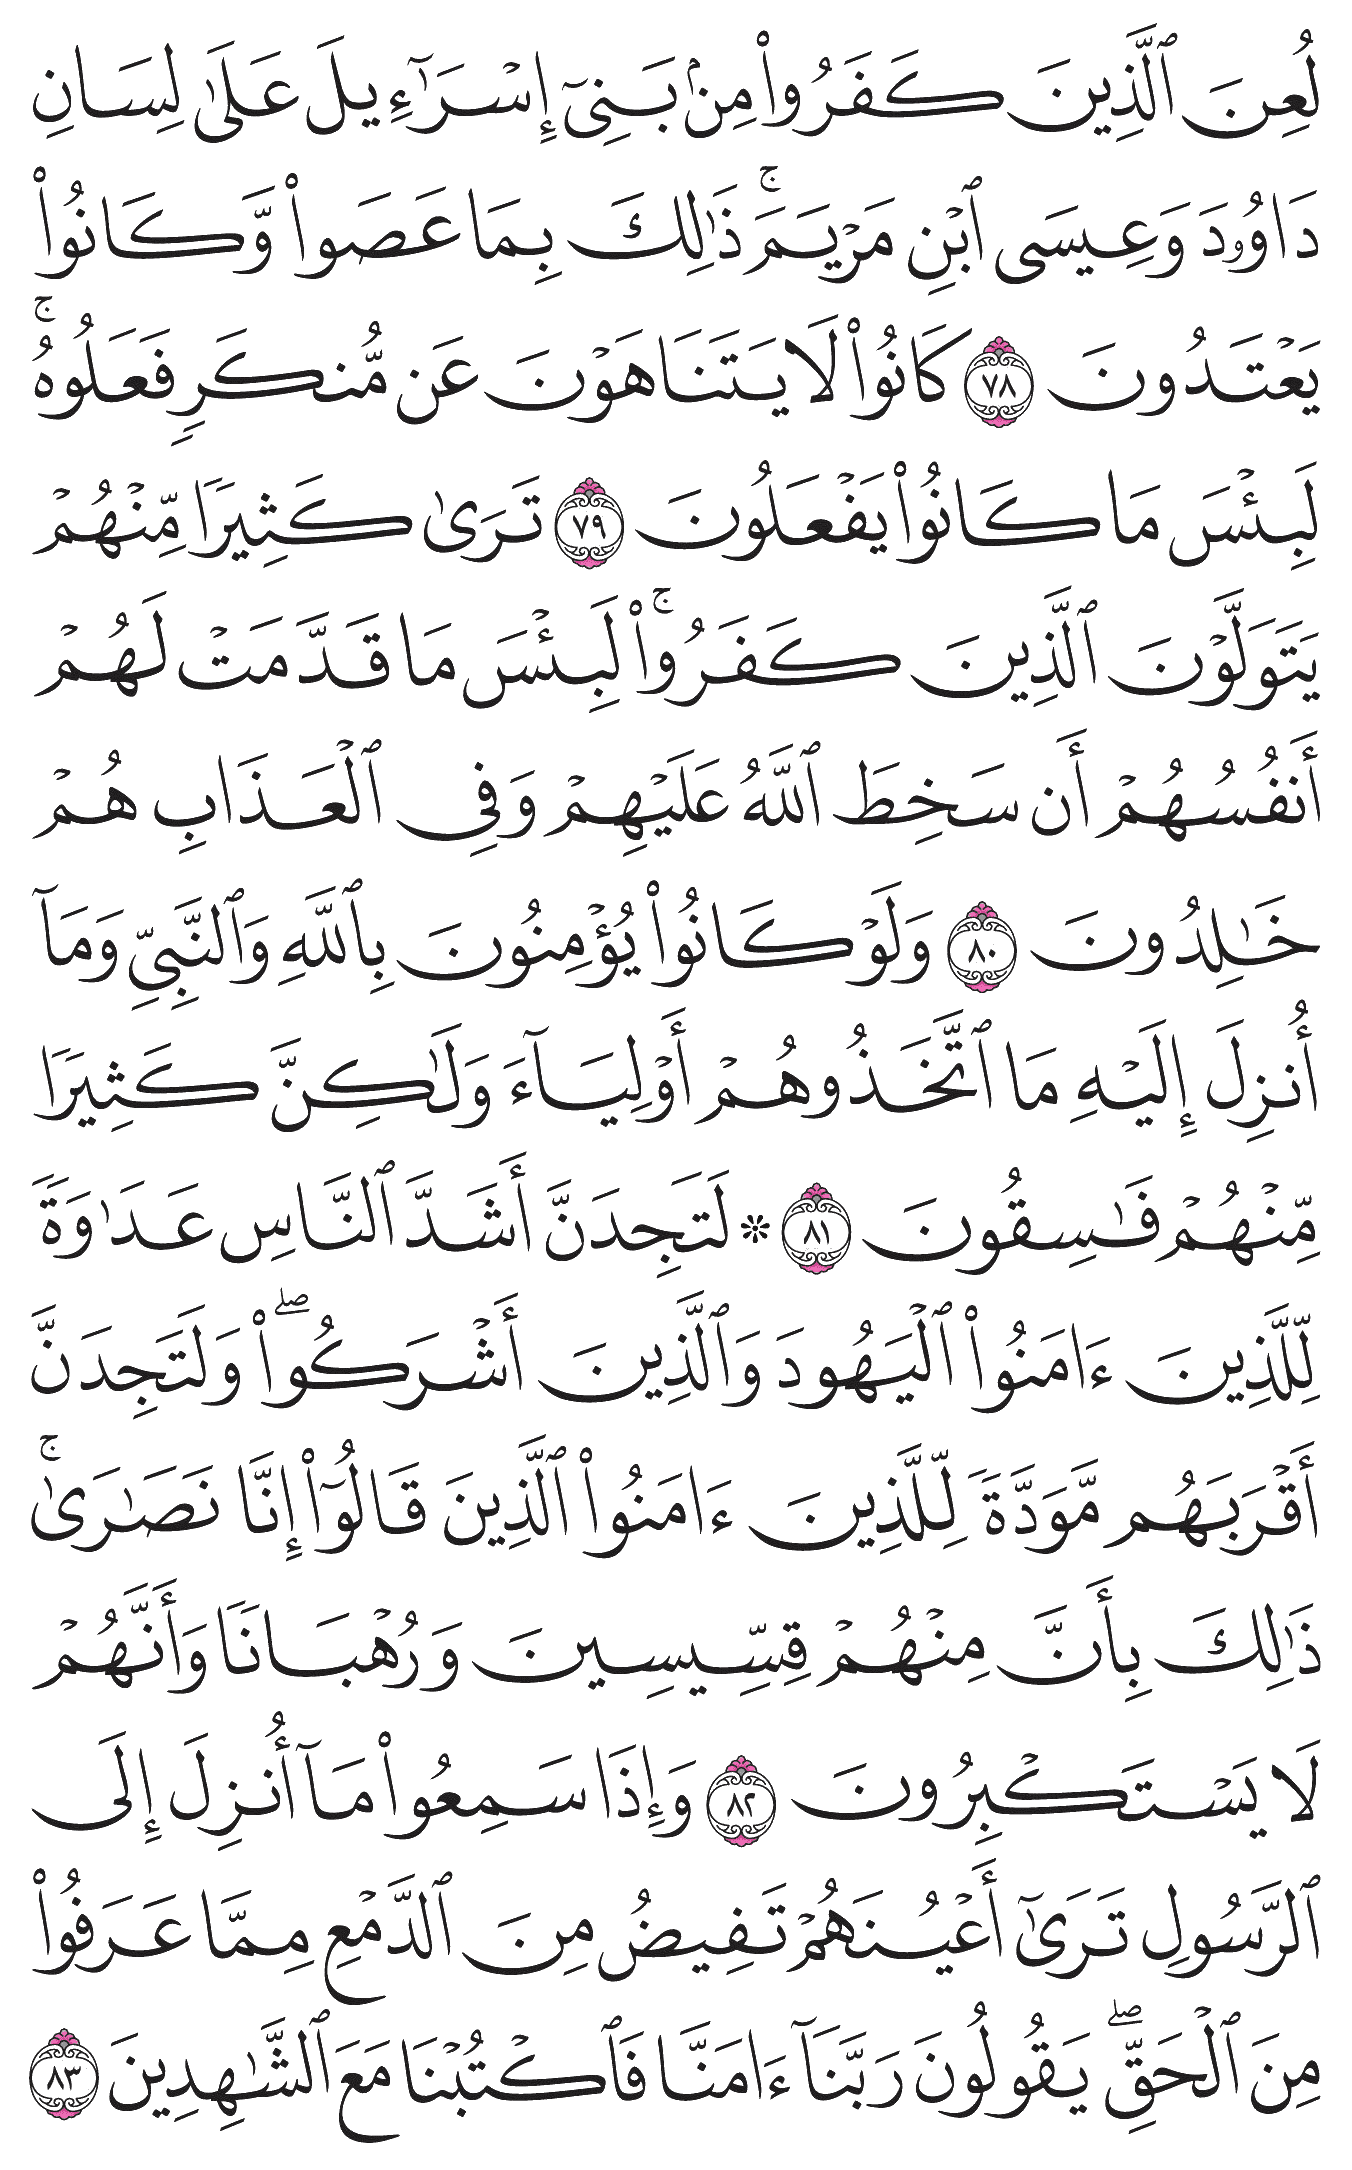 لُعِنَ ٱلَّذِينَ كَفَرُوا۟ مِنۢ بَنِىٓ إِسْرَٰٓءِيلَ عَلَىٰ لِسَانِ
دَاوُۥدَ وَعِيسَى ٱبْنِ مَرْيَمَ ۚ ذَٰلِكَ بِمَا عَصَوا۟ وَّكَانُوا۟
يَعْتَدُونَ ٧٨ كَانُوا۟ لَا يَتَنَاهَوْنَ عَن مُّنكَرٍ فَعَلُوهُ ۚ
لَبِئْسَ مَا كَانُوا۟ يَفْعَلُونَ ٧٩ تَرَىٰ كَثِيرًا مِّنْهُمْ
يَتَوَلَّوْنَ ٱلَّذِينَ كَفَرُوا۟ ۚ لَبِئْسَ مَا قَدَّمَتْ لَهُمْ
أَنفُسُهُمْ أَن سَخِطَ ٱللَّهُ عَلَيْهِمْ وَفِى ٱلْعَذَابِ هُمْ
خَٰلِدُونَ ٨٠ وَلَوْ كَانُوا۟ يُؤْمِنُونَ بِٱللَّهِ وَٱلنَّبِىِّ وَمَآ
أُنزِلَ إِلَيْهِ مَا ٱتَّخَذُوهُمْ أَوْلِيَآءَ وَلَٰكِنَّ كَثِيرًا
مِّنْهُمْ فَٰسِقُونَ ٨١ ۞ لَتَجِدَنَّ أَشَدَّ ٱلنَّاسِ عَدَٰوَةً
لِّلَّذِينَ ءَامَنُوا۟ ٱلْيَهُودَ وَٱلَّذِينَ أَشْرَكُوا۟ ۖ وَلَتَجِدَنَّ
أَقْرَبَهُم مَّوَدَّةً لِّلَّذِينَ ءَامَنُوا۟ ٱلَّذِينَ قَالُوٓا۟ إِنَّا نَصَٰرَىٰ ۚ
ذَٰلِكَ بِأَنَّ مِنْهُمْ قِسِّيسِينَ وَرُهْبَانًا وَأَنَّهُمْ
لَا يَسْتَكْبِرُونَ ٨٢ وَإِذَا سَمِعُوا۟ مَآ أُنزِلَ إِلَى
ٱلرَّسُولِ تَرَىٰٓ أَعْيُنَهُمْ تَفِيضُ مِنَ ٱلدَّمْعِ مِمَّا عَرَفُوا۟
مِنَ ٱلْحَقِّ ۖ يَقُولُونَ رَبَّنَآ ءَامَنَّا فَٱكْتُبْنَا مَعَ ٱلشَّٰهِدِينَ ٨٣